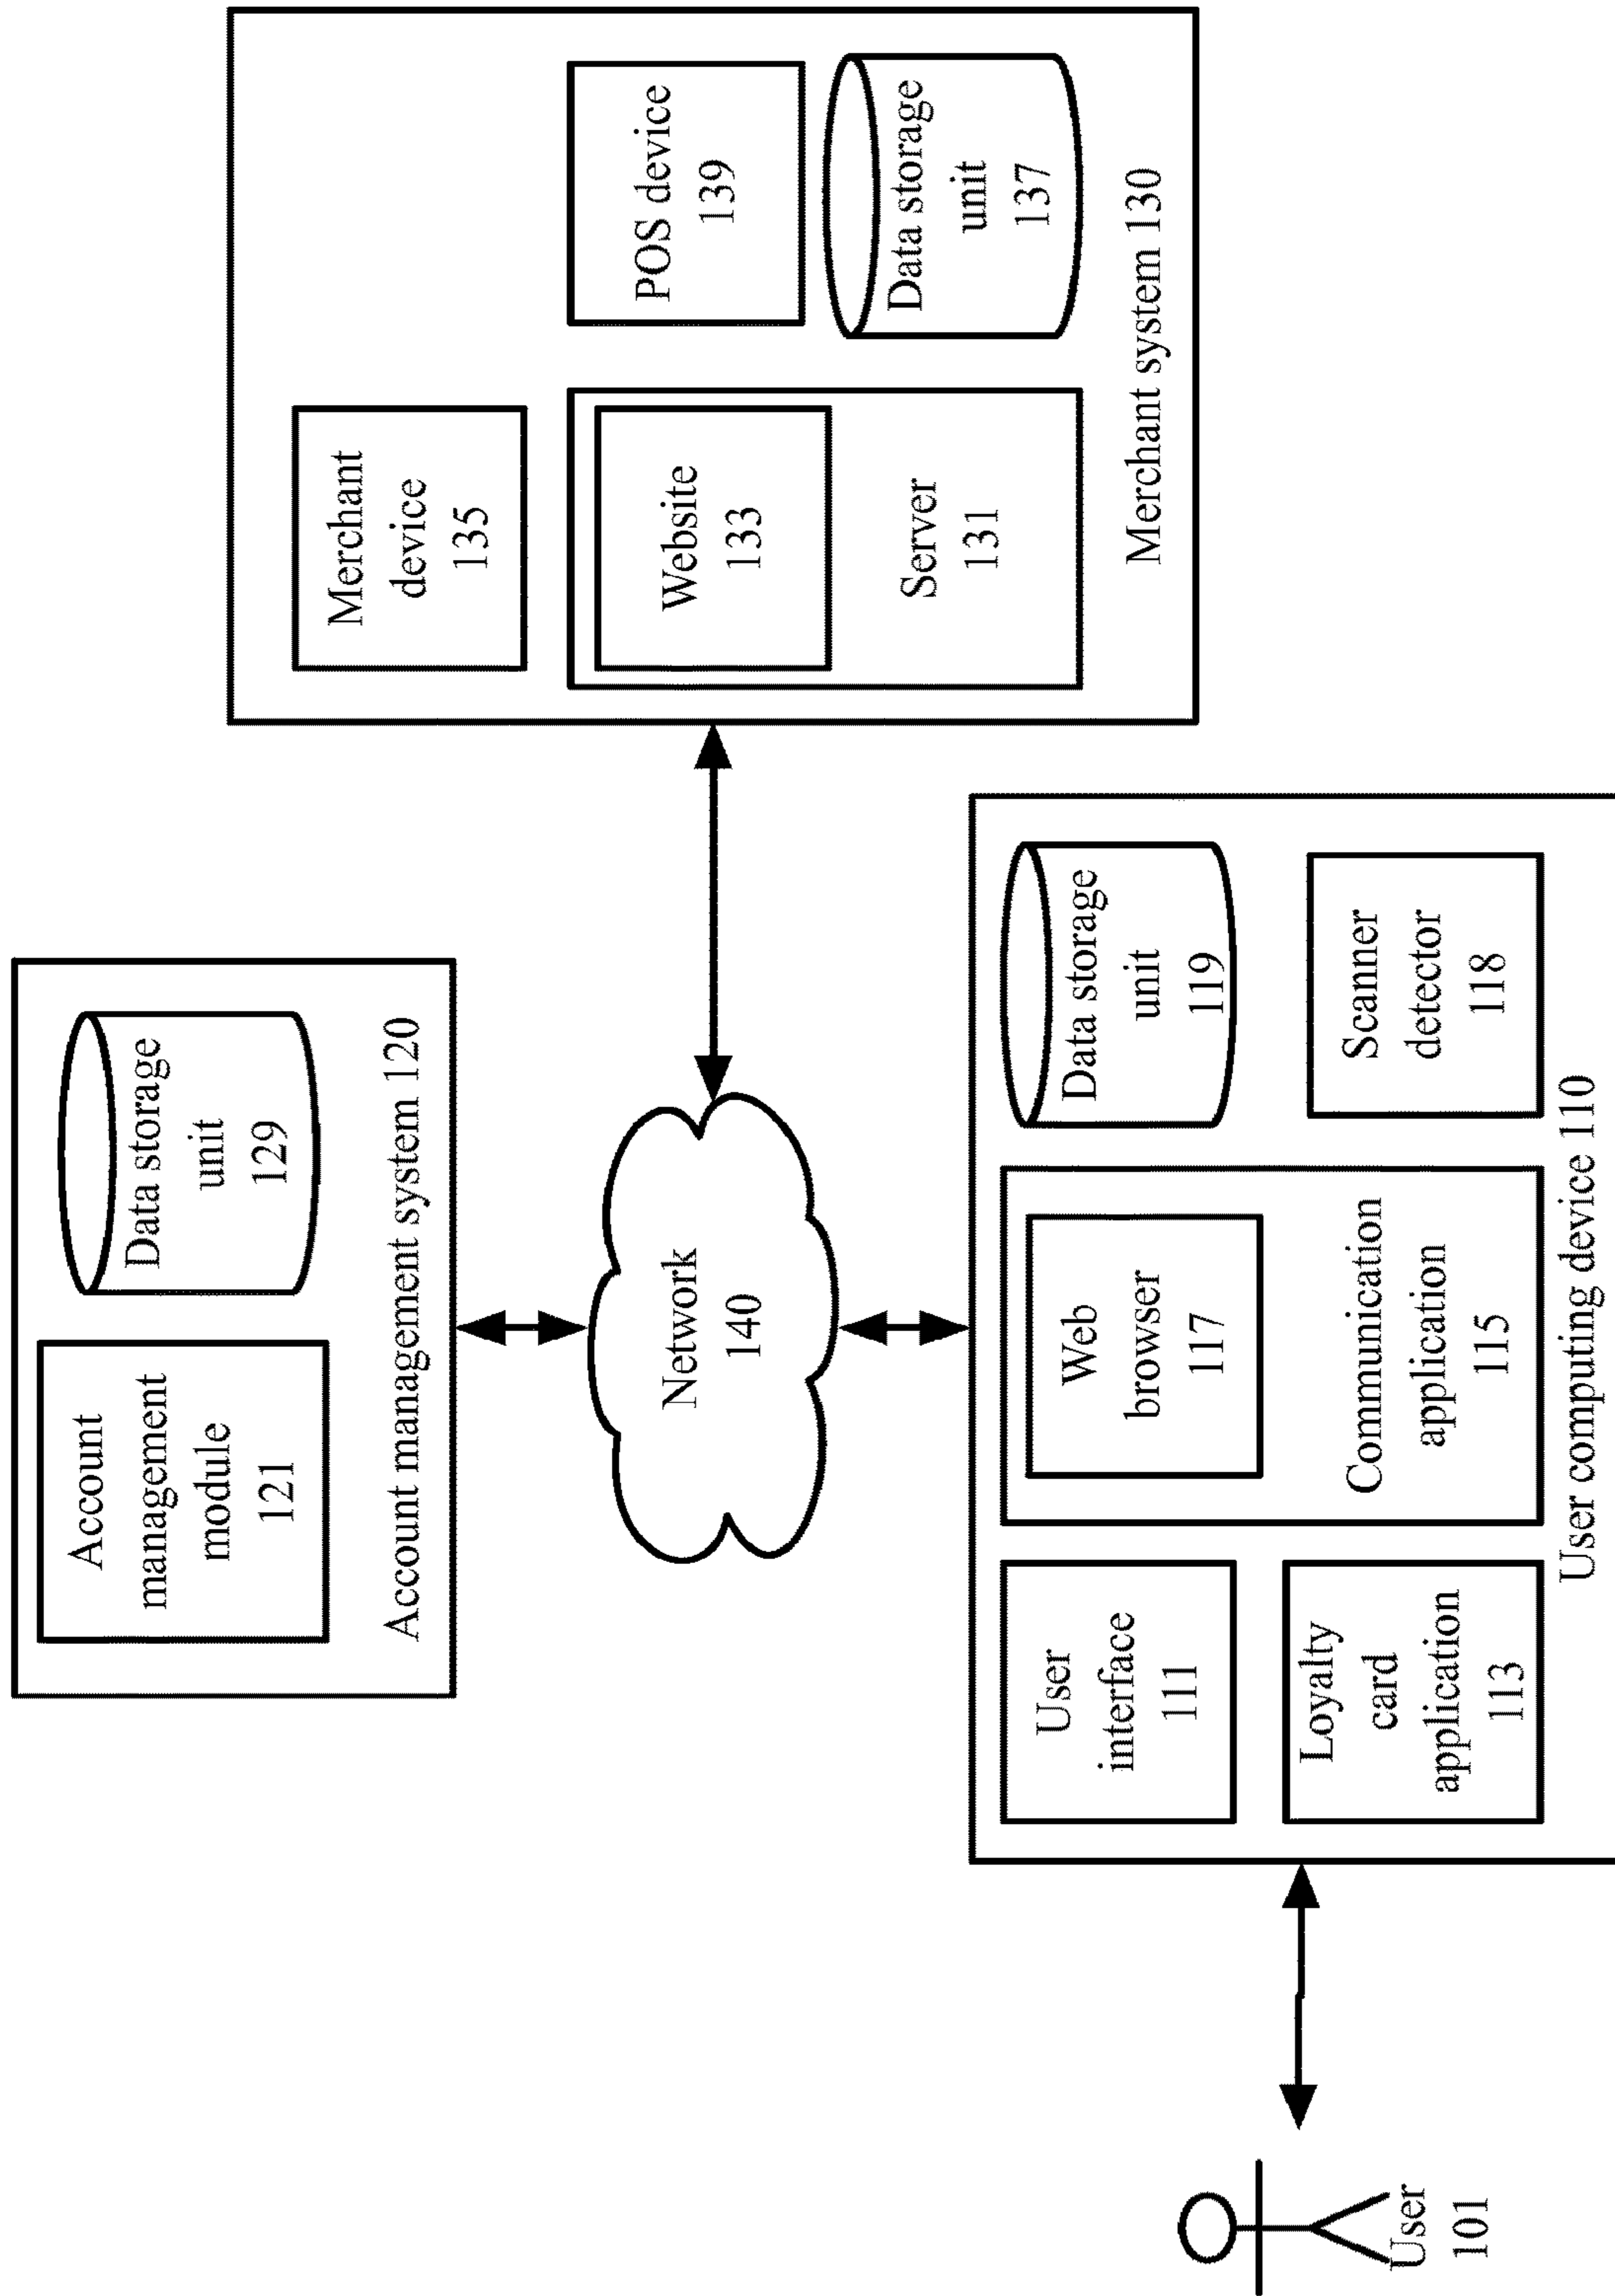 Account
management
module
121
Data storage
unit
129
Account management system 120
Network
140
Merchant
device
135
Website
133
Server
131
POS device
139
Data storage
unit
137
Merchant system 130
User
interface
111
Loyalty
card
application
113
Web
browser
117
Communication
application
115
Data storage
unit
119
Scanner
detector
118
User computing device 110
User
101